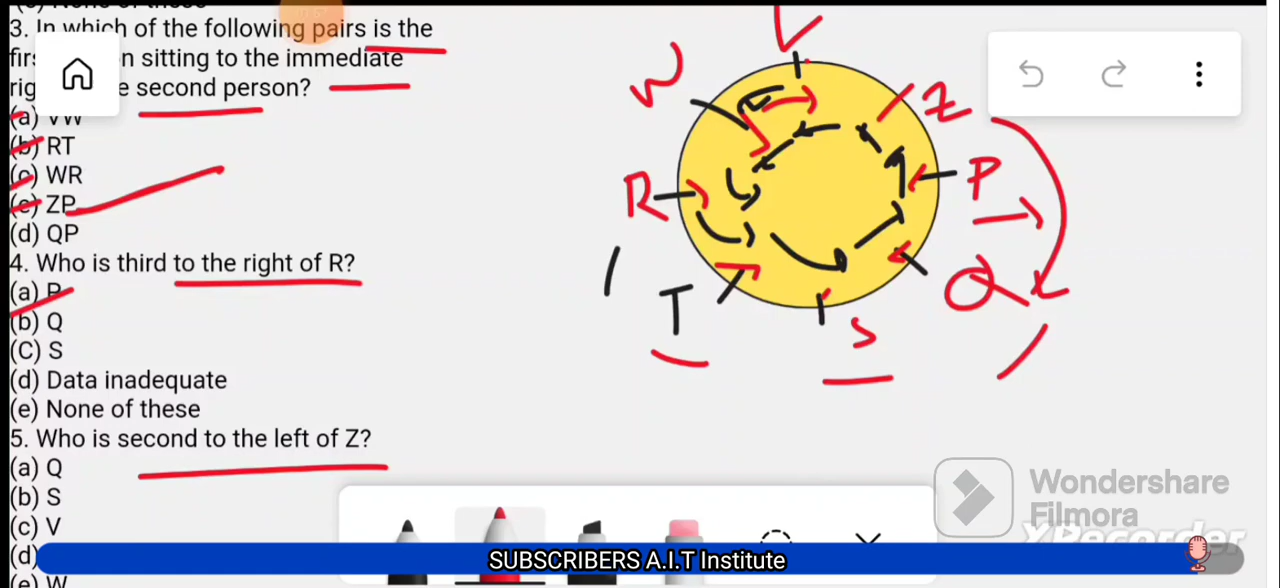 3. In which of the following pairs is the
sitting to the immediate
second person?
(a) VW
(b) RT
(c) WR
(c) ZP
(d) QP
4. Who is third to the right of R?
(a) P
(b) Q
(C) S
(d) Data inadequate
(e) None of these
5. Who is second to the left of Z?
(a) Q
(b) S
(c) V
(d)
(e) W
V
W
Z
R
P
T
Q
S
Wondershare
Filmora
XRecorder
SUBSCRIBERS A.I.T Institute